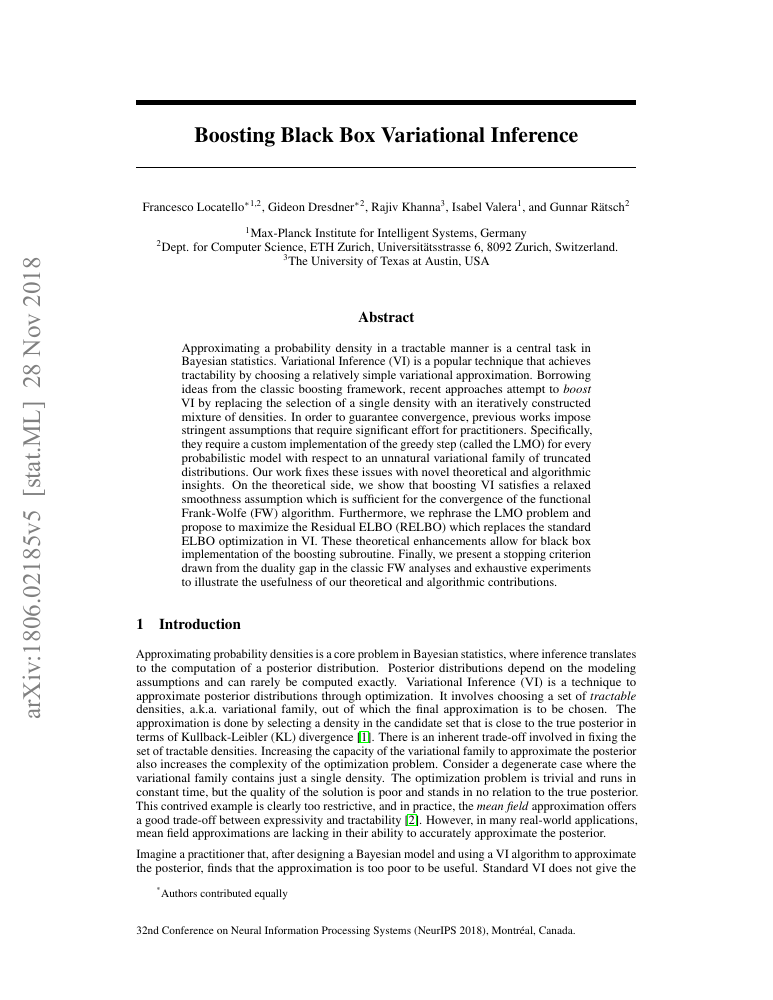 Boosting Black Box Variational Inference
Francesco Locatello∗1,2, Gideon Dresdner∗2, Rajiv Khanna3, Isabel Valera1, and Gunnar Rätsch2
1Max-Planck Institute for Intelligent Systems, Germany
2Dept. for Computer Science, ETH Zurich, Universitätsstrasse 6, 8092 Zurich, Switzerland.
3The University of Texas at Austin, USA
Abstract
Approximating a probability density in a tractable manner is a central task in
Bayesian statistics. Variational Inference (VI) is a popular technique that achieves
tractability by choosing a relatively simple variational approximation. Borrowing
ideas from the classic boosting framework, recent approaches attempt to boost
VI by replacing the selection of a single density with an iteratively constructed
mixture of densities. In order to guarantee convergence, previous works impose
stringent assumptions that require significant effort for practitioners. Specifically,
they require a custom implementation of the greedy step (called the LMO) for every
probabilistic model with respect to an unnatural variational family of truncated
distributions. Our work fixes these issues with novel theoretical and algorithmic
insights. On the theoretical side, we show that boosting VI satisfies a relaxed
smoothness assumption which is sufficient for the convergence of the functional
Frank-Wolfe (FW) algorithm. Furthermore, we rephrase the LMO problem and
propose to maximize the Residual ELBO (RELBO) which replaces the standard
ELBO optimization in VI. These theoretical enhancements allow for black box
implementation of the boosting subroutine. Finally, we present a stopping criterion
drawn from the duality gap in the classic FW analyses and exhaustive experiments
to illustrate the usefulness of our theoretical and algorithmic contributions.
1 Introduction
Approximating probability densities is a core problem in Bayesian statistics, where inference translates
to the computation of a posterior distribution. Posterior distributions depend on the modeling
assumptions and can rarely be computed exactly. Variational Inference (VI) is a technique to
approximate posterior distributions through optimization. It involves choosing a set of tractable
densities, a.k.a. variational family, out of which the final approximation is to be chosen. The
approximation is done by selecting a density in the candidate set that is close to the true posterior in
terms of Kullback-Leibler (KL) divergence [1]. There is an inherent trade-off involved in fixing the
set of tractable densities. Increasing the capacity of the variational family to approximate the posterior
also increases the complexity of the optimization problem. Consider a degenerate case where the
variational family contains just a single density. The optimization problem is trivial and runs in
constant time, but the quality of the solution is poor and stands in no relation to the true posterior.
This contrived example is clearly too restrictive, and in practice, the mean field approximation offers
a good trade-off between expressivity and tractability [2]. However, in many real-world applications,
mean field approximations are lacking in their ability to accurately approximate the posterior.
Imagine a practitioner that, after designing a Bayesian model and using a VI algorithm to approximate
the posterior, finds that the approximation is too poor to be useful. Standard VI does not give the
*Authors contributed equally
32nd Conference on Neural Information Processing Systems (NeurIPS 2018), Montréal, Canada.
arXiv:1806.02185v5 [stat.ML] 28 Nov 2018